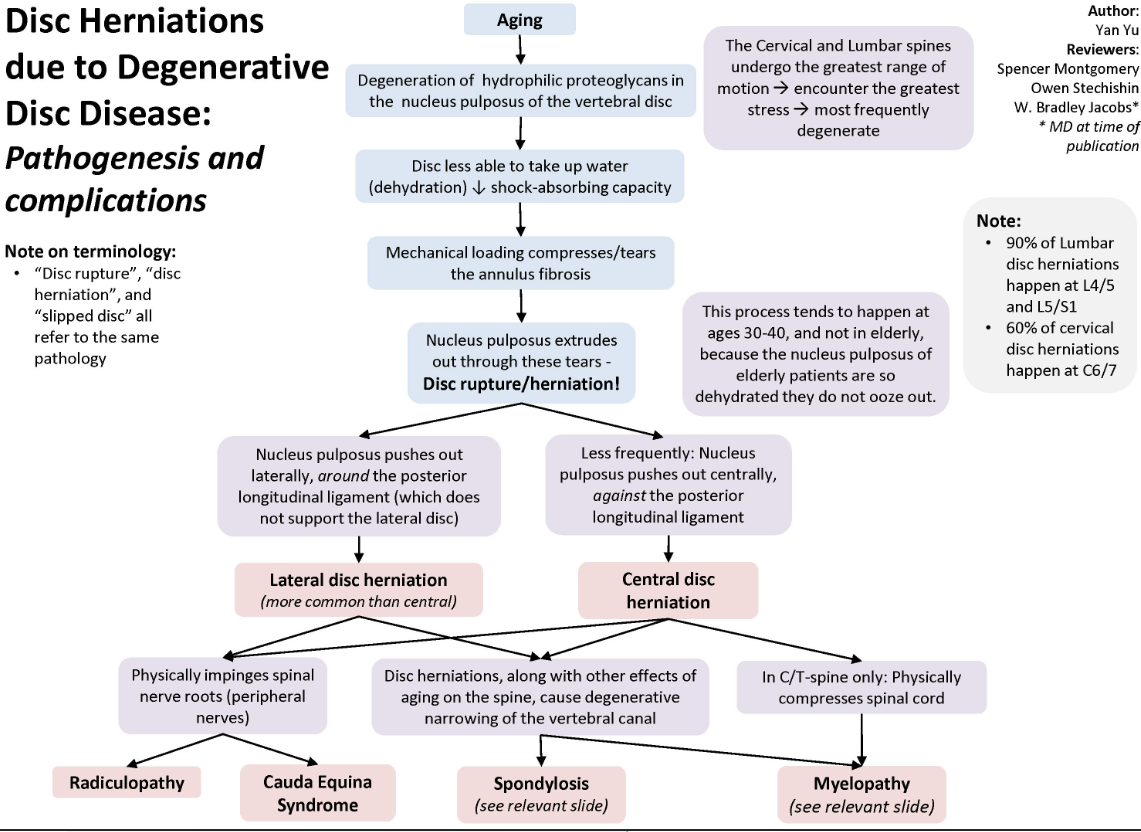 Disc Herniations
due to Degenerative
Disc Disease:
Pathogenesis and
complications
Note on terminology:
• “Disc rupture”, “disc
herniation”, and
“slipped disc” all
refer to the same
pathology
Aging
Degeneration of hydrophilic proteoglycans in
the nucleus pulposus of the vertebral disc
Disc less able to take up water
(dehydration) ↓ shock-absorbing capacity
Mechanical loading compresses/tears
the annulus fibrosis
Nucleus pulposus extrudes
out through these tears -
Disc rupture/herniation!
The Cervical and Lumbar spines
undergo the greatest range of
motion → encounter the greatest
stress → most frequently
degenerate
Author:
Yan Yu
Reviewers:
Spencer Montgomery
Owen Stechishin
W. Bradley Jacobs*
* MD at time of
publication
Note:
• 90% of Lumbar
disc herniations
happen at L4/5
and L5/S1
• 60% of cervical
disc herniations
happen at C6/7
This process tends to happen at
ages 30-40, and not in elderly,
because the nucleus pulposus of
elderly patients are so
dehydrated they do not ooze out.
Nucleus pulposus pushes out
laterally, around the posterior
longitudinal ligament (which does
not support the lateral disc)
Less frequently: Nucleus
pulposus pushes out centrally,
against the posterior
longitudinal ligament
Lateral disc herniation
(more common than central)
Central disc
herniation
Physically impinges spinal
nerve roots (peripheral
nerves)
Disc herniations, along with other effects of
aging on the spine, cause degenerative
narrowing of the vertebral canal
In C/T-spine only: Physically
compresses spinal cord
Radiculopathy
Cauda Equina
Syndrome
Spondylosis
(see relevant slide)
Myelopathy
(see relevant slide)